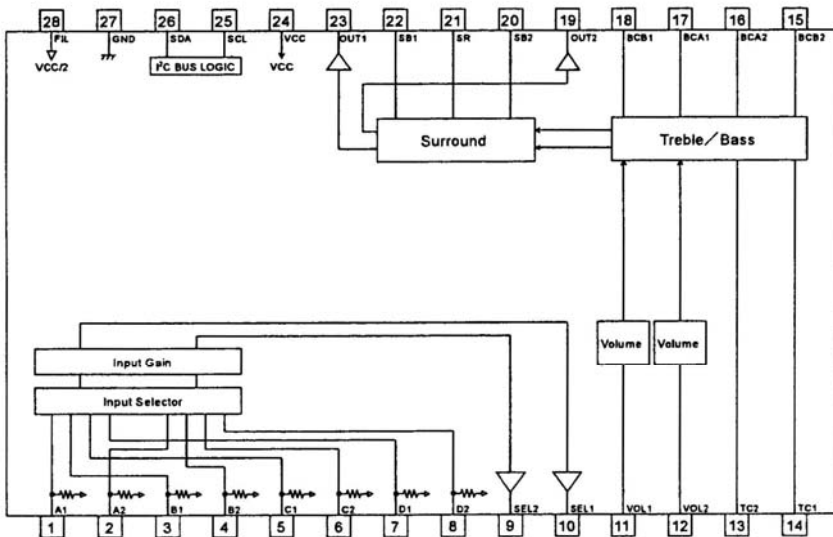 28 27 26 25 24 23 22 21 20 19 18 17 16 15
FIL GND SDA SCL VCC OUT1 SB1 SR SB2 OUT2 BCB1 BCA1 BCA2 BCB2
VCC/2 I²C BUS LOGIC VCC
Surround Treble/Bass
Volume Volume
Input Gain
Input Selector
A1 A2 B1 B2 C1 C2 D1 D2 SEL2 SEL1 VOL1 VOL2 TC2 TC1
1 2 3 4 5 6 7 8 9 10 11 12 13 14